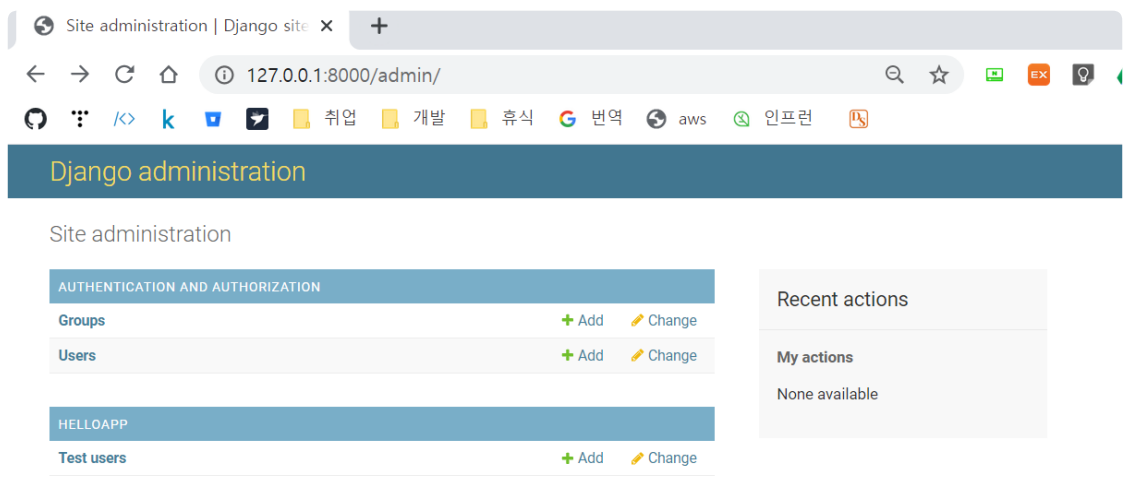 Site administration | Django site
127.0.0.1:8000/admin/
EX
/<> k 취업 개발 휴식 G 번역 aws 인프런 DS
Django administration
Site administration
AUTHENTICATION AND AUTHORIZATION
Groups Add Change
Users Add Change
HELLOAPP
Test users Add Change
Recent actions
My actions
None available